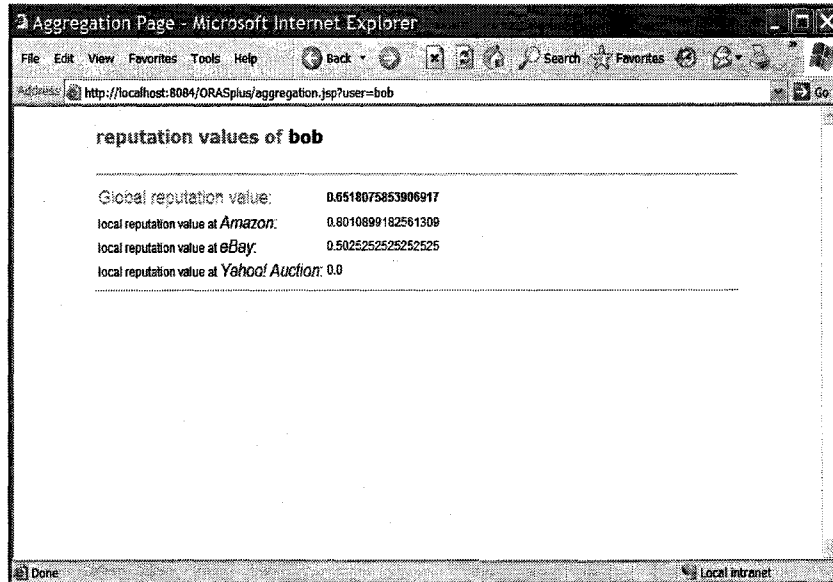 Aggregation Page - Microsoft Internet Explorer
File Edit View Favorites Tools Help Back Search Favorites
Address http://localhost:8084/ORASplus/aggregation.jsp?user=bob Go
reputation values of bob
Global reputation value: 0.6518075853906917
local reputation value at Amazon: 0.8010899182561309
local reputation value at eBay: 0.5025252525252525
local reputation value at Yahoo! Auction: 0.0
Done Local intranet